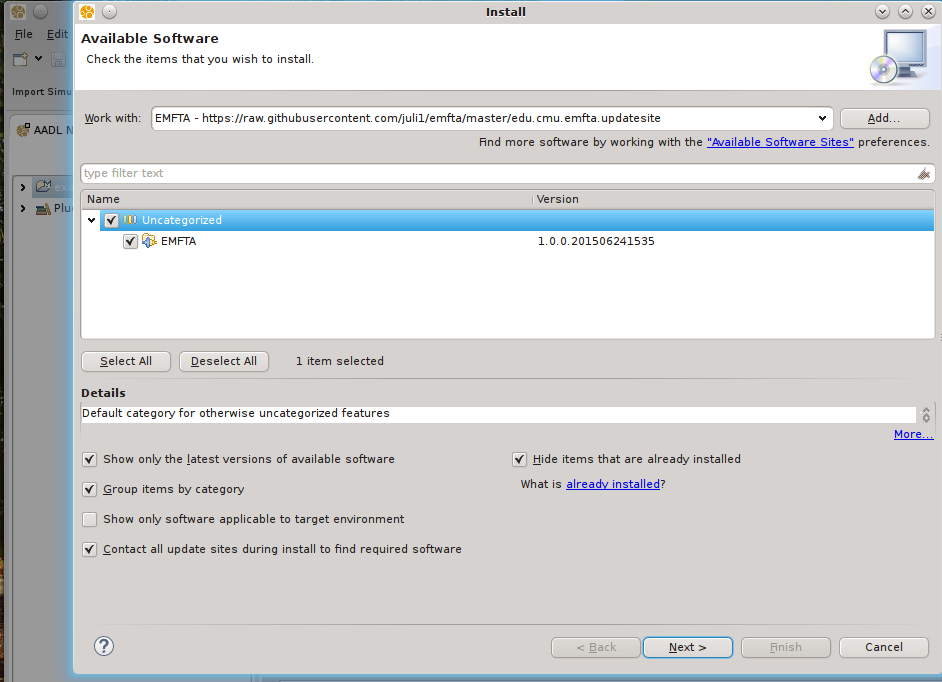 Install
File Edit
Available Software
Check the items that you wish to install.
Import Simu
Work with: EMFTA - https://raw.githubusercontent.com/juli1/emfta/master/edu.cmu.emfta.updatesite Add...
AADL N
Find more software by working with the "Available Software Sites" preferences.
type filter text
exa
Plu
Name Version
Uncategorized
EMFTA 1.0.0.201506241535
Select All Deselect All 1 item selected
Details
Default category for otherwise uncategorized features
More...
Show only the latest versions of available software Hide items that are already installed
Group items by category What is already installed?
Show only software applicable to target environment
Contact all update sites during install to find required software
? < Back Next > Finish Cancel